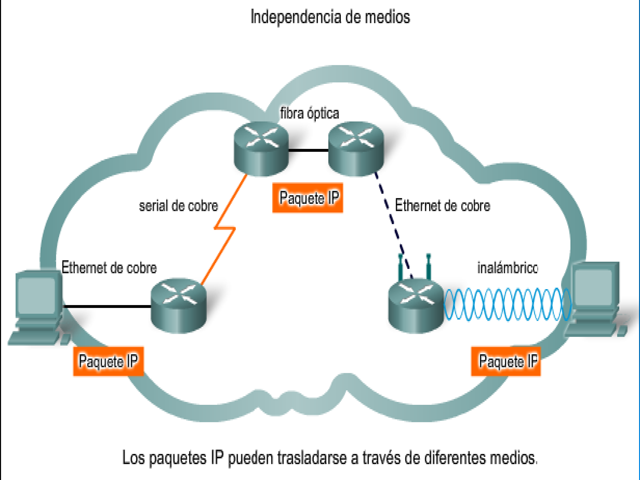 Independencia de medios
fibra óptica
Paquete IP
serial de cobre
Ethernet de cobre
Ethernet de cobre
inalámbrico
Paquete IP
Paquete IP
Los paquetes IP pueden trasladarse a través de diferentes medios.